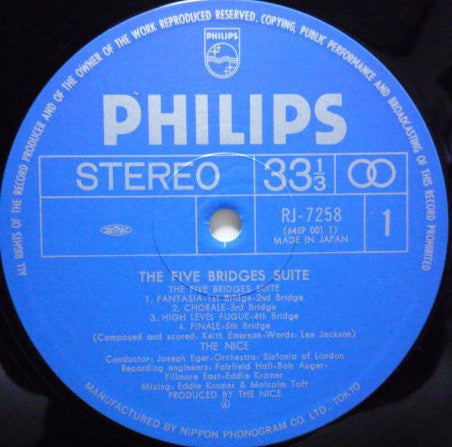 ALL RIGHTS OF THE RECORD PRODUCER AND OF THE OWNER OF THE WORK REPRODUCED RESERVED. COPYING, PUBLIC PERFORMANCE AND BROADCASTING OF THIS RECORD PROHIBITED
PHILIPS
PHILIPS
STEREO 33 1/3
RJ-7258
(6459 001 1)
MADE IN JAPAN
1
THE FIVE BRIDGES SUITE
THE FIVE BRIDGES SUITE
1. FANTASIA-1st Bridge-2nd Bridge
2. CHORALE-3rd Bridge
3. HIGH LEVEL FUGUE-4th Bridge
4. FINALE-5th Bridge
(Composed and scored: Keith Emerson-Words: Lee Jackson)
THE NICE
Conductor: Joseph Eger-Orchestra: Sinfonia of London
Recording engineers: Fairfield Hall-Bob Auger-
Fillmore East-Eddie Kramer
Mixing: Eddie Kramer & Malcolm Toft
PRODUCED BY THE NICE
MANUFACTURED BY NIPPON PHONOGRAM CO. LTD., TOKYO